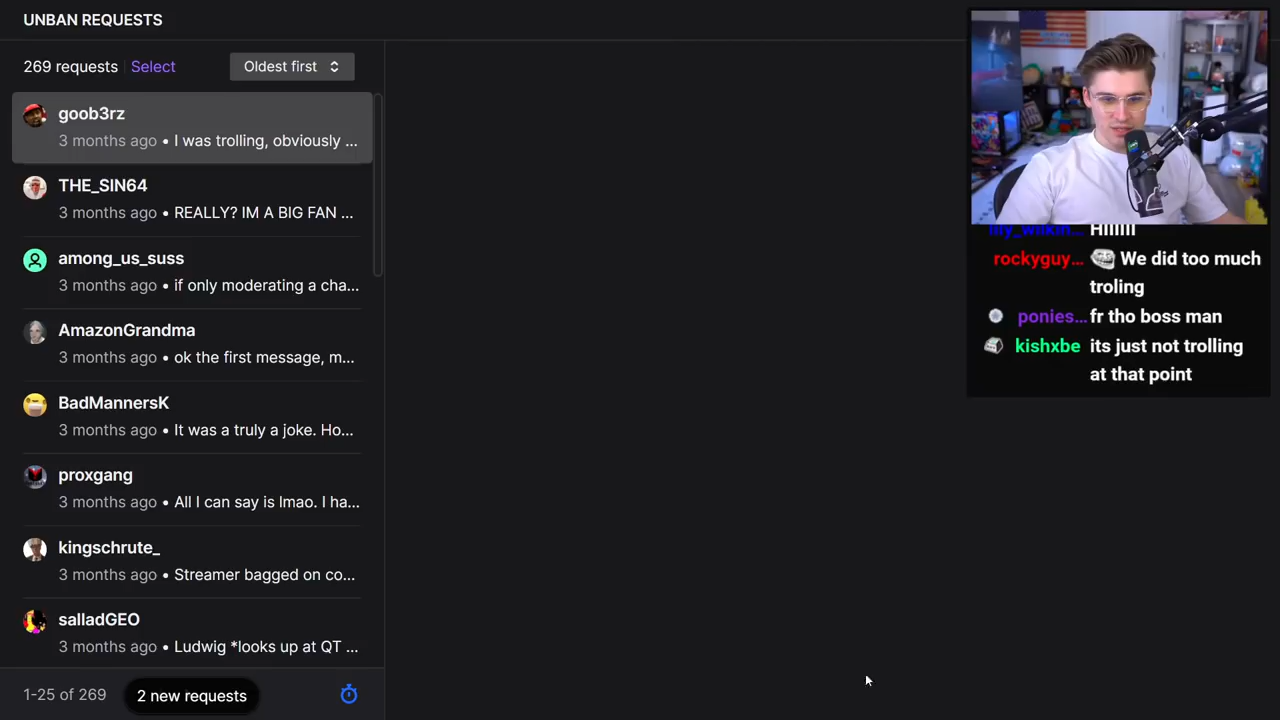 UNBAN REQUESTS
269 requests Select Oldest first
goob3rz
3 months ago • I was trolling, obviously ...
THE_SIN64
3 months ago • REALLY? IM A BIG FAN ...
among_us_suss
3 months ago • if only moderating a cha...
AmazonGrandma
3 months ago • ok the first message, m...
BadMannersK
3 months ago • It was a truly a joke. Ho...
proxgang
3 months ago • All I can say is lmao. I ha...
kingschrute_
3 months ago • Streamer bagged on co...
salladGEO
3 months ago • Ludwig *looks up at QT ...
1-25 of 269 2 new requests
lily_wilkin...
rockyguy... We did too much
troling
ponies... fr tho boss man
kishxbe its just not trolling
at that point